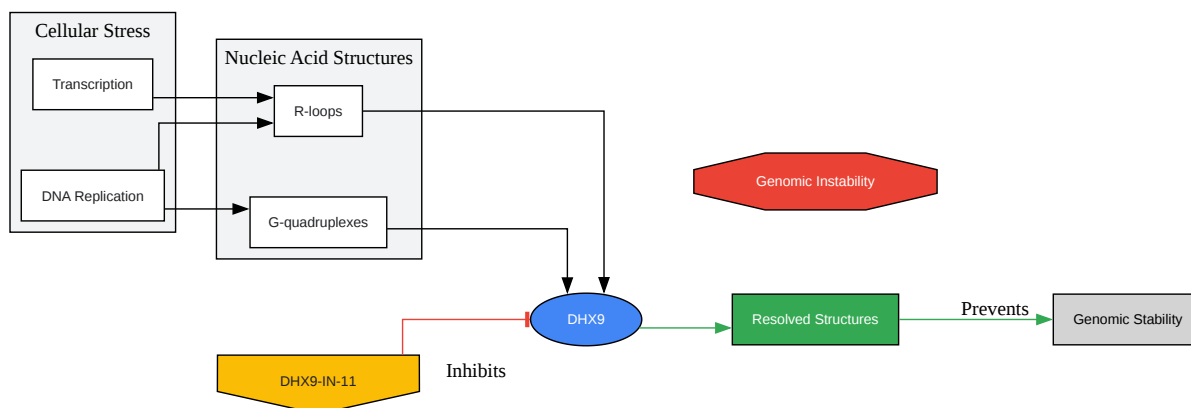 Cellular Stress
Transcription
DNA Replication
Nucleic Acid Structures
R-loops
G-quadruplexes
Genomic Instability
DHX9
Resolved Structures
Prevents
Genomic Stability
Inhibits
DHX9-IN-11